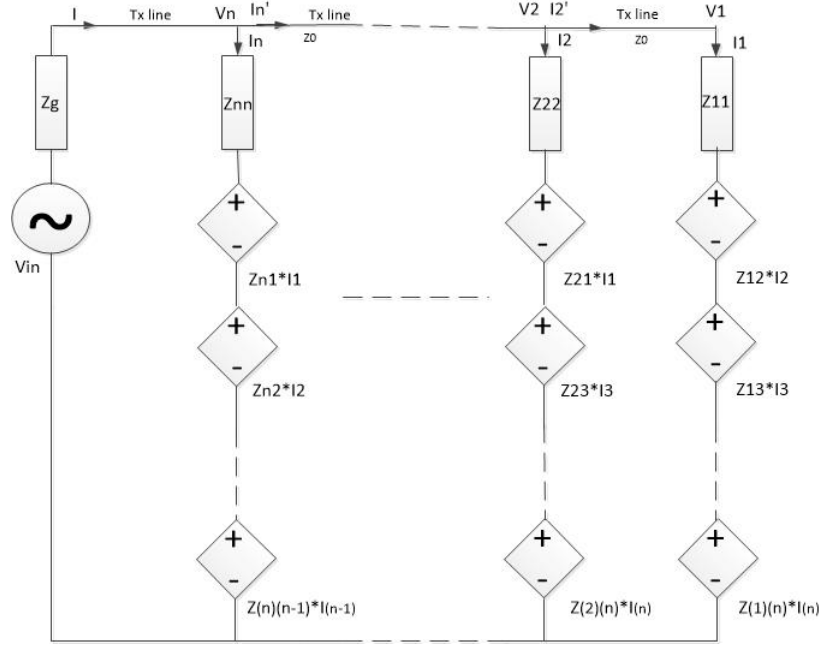 I Tx line Vn In' Tx line V2 I2' Tx line V1
In Z0 I2 Z0 I1
Zg Znn Z22 Z11
+ + +
- - -
Vin
Zn1*I1 Z21*I1 Z12*I2
+ + +
- - -
Zn2*I2 Z23*I3 Z13*I3
+ + +
- - -
Z(n)(n-1)*I(n-1) Z(2)(n)*I(n) Z(1)(n)*I(n)